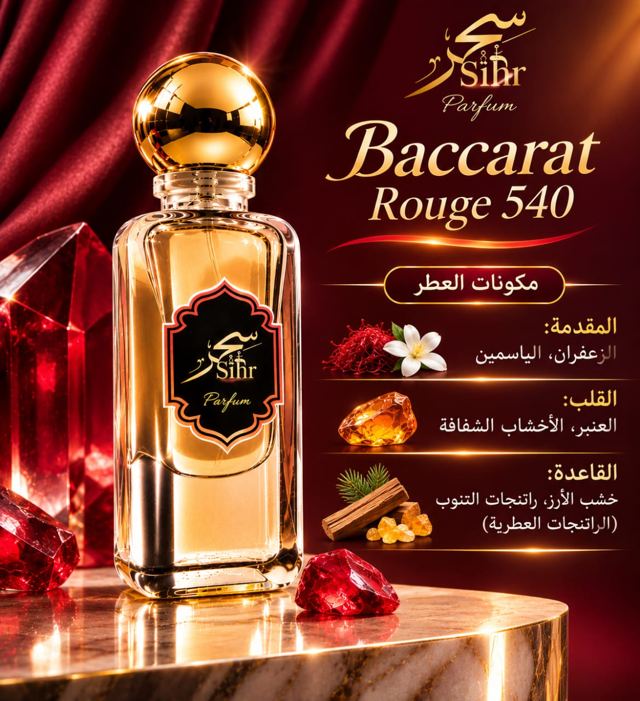 سحر
Sihr
Parfum
Baccarat
Rouge 540
مكونات العطر
المقدمة:
الزعفران، الياسمين
القلب:
العنبر، الأخشاب الشفافة
القاعدة:
خشب الأرز، راتنجات التنوب
(الراتنجات العطرية)
سحر
Sihr
Parfum